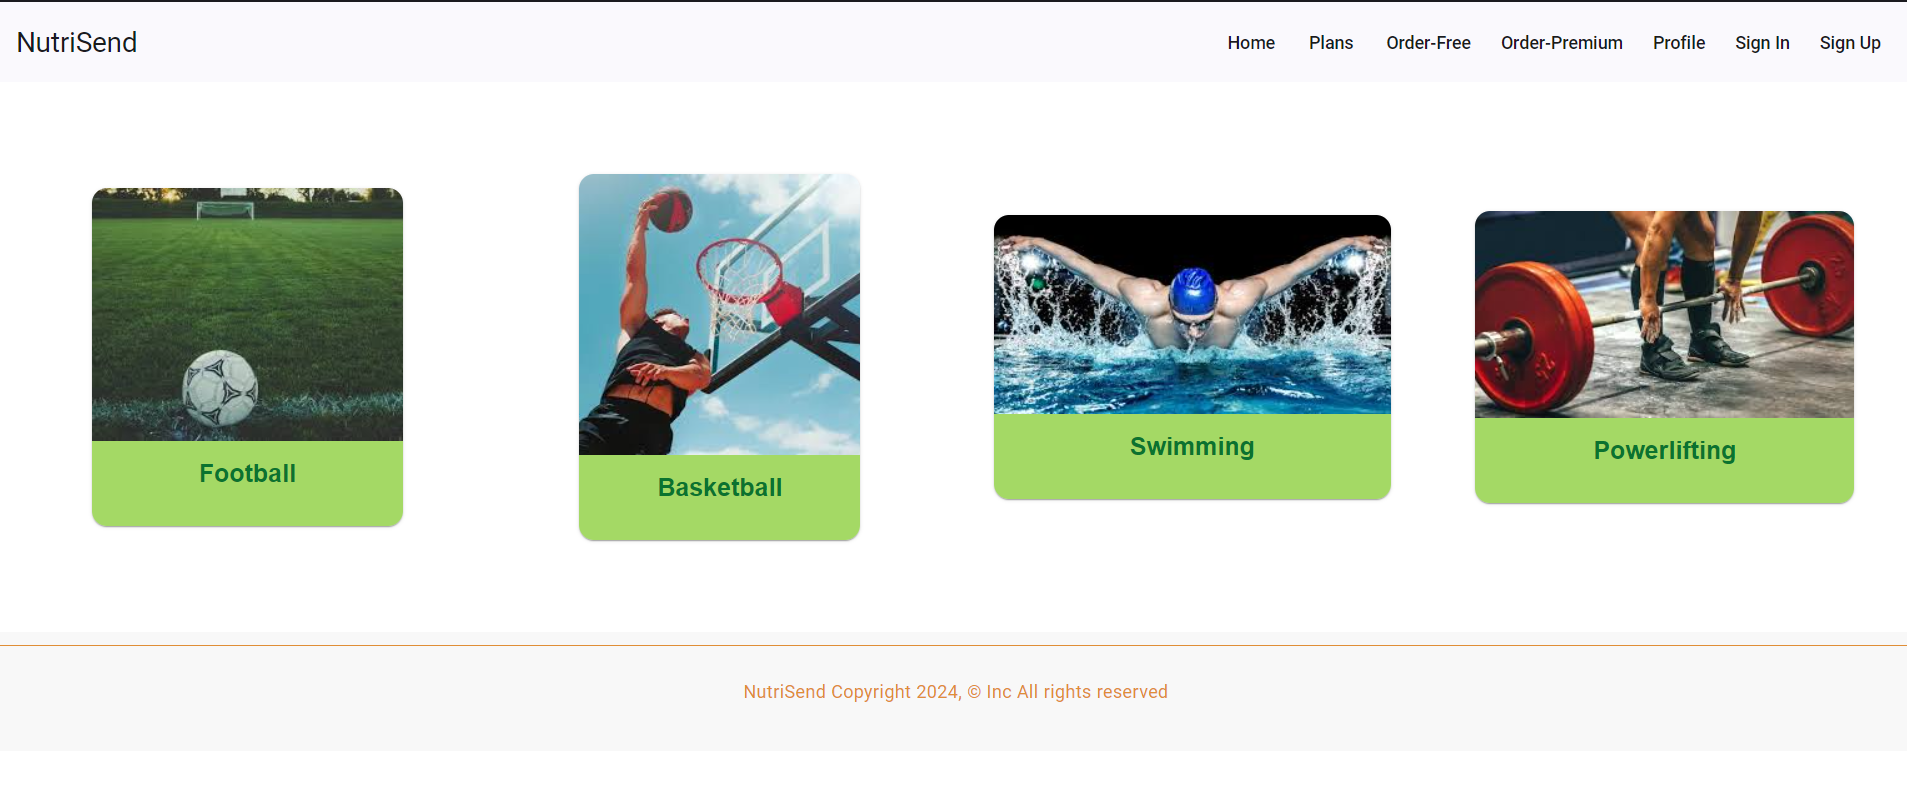 NutriSend
Home Plans Order-Free Order-Premium Profile Sign In Sign Up
Football
Basketball
Swimming
Powerlifting
NutriSend Copyright 2024, © Inc All rights reserved